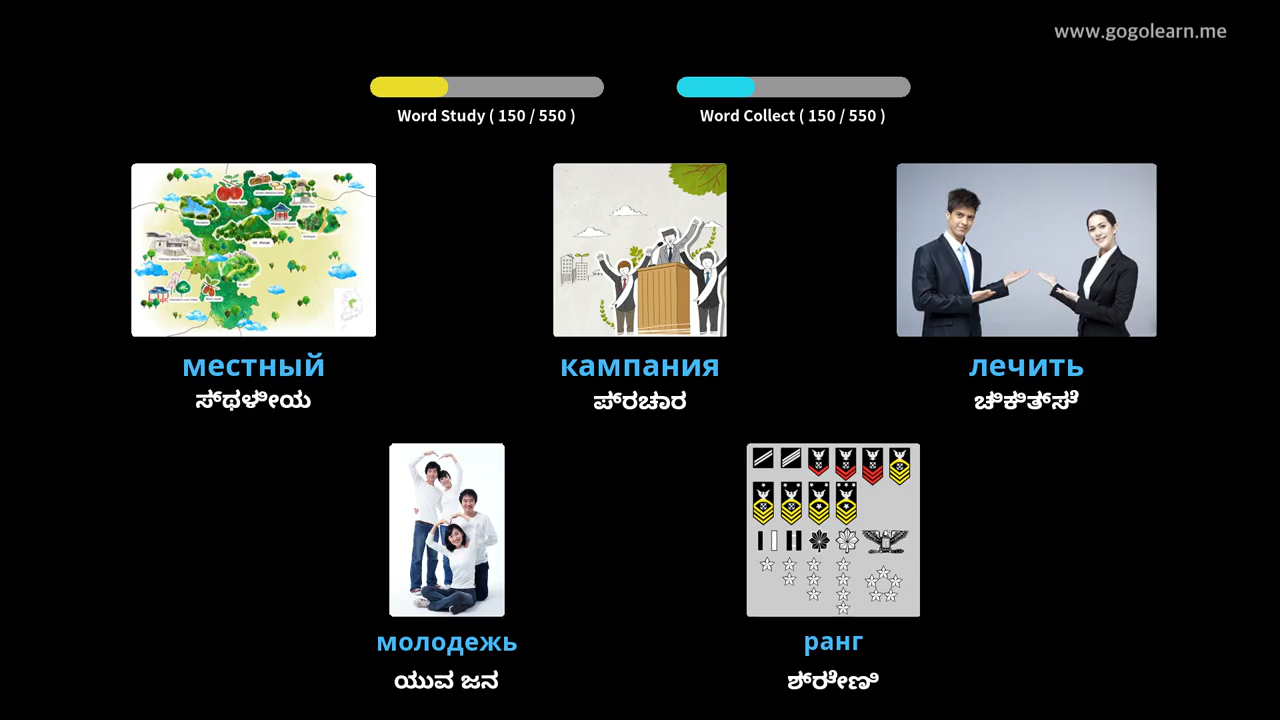 www.gogolearn.me
Word Study ( 150 / 550 )
Word Collect ( 150 / 550 )
местный
кампания
лечить
ಸ್ಥಳೀಯ
ಪ್ರಚಾರ
ಚಿಕಿತ್ಸೆ
молодежь
ранг
ಯುವ ಜನ
ಶ್ರೇಣಿ